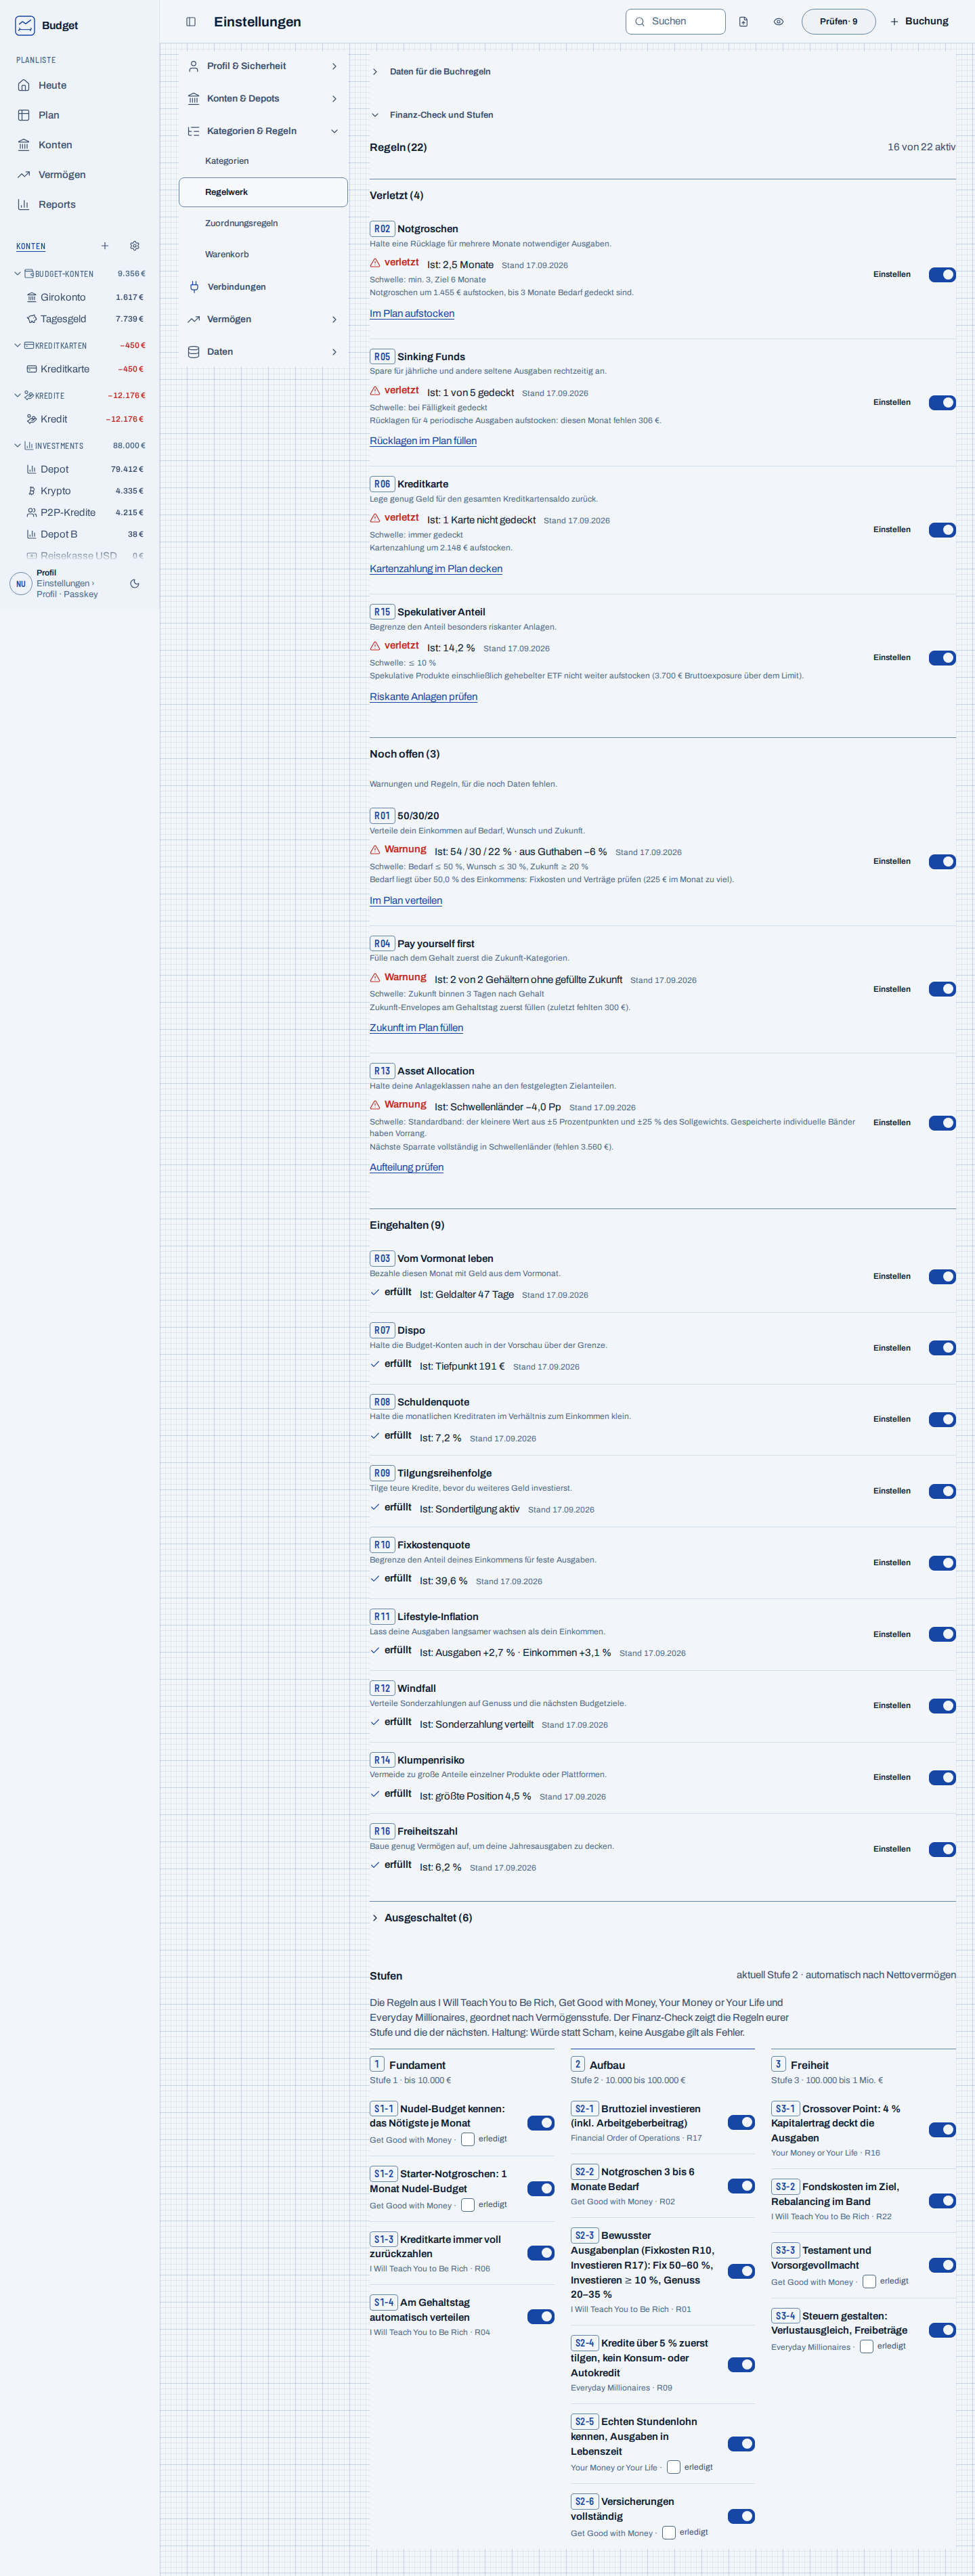 Budget
PLANLISTE
Heute
Plan
Konten
Vermögen
Reports
KONTEN
BUDGET-KONTEN 9.356 €
Girokonto 1.617 €
Tagesgeld 7.739 €
KREDITKARTEN −450 €
Kreditkarte −450 €
KREDITE −12.176 €
Kredit −12.176 €
INVESTMENTS 88.000 €
Depot 79.412 €
Krypto 4.335 €
P2P-Kredite 4.215 €
Depot B 38 €
Reisekasse USD 0 €
NU
Profil
Einstellungen ›
Profil · Passkey
Einstellungen
Suchen
Prüfen · 9
Buchung
Profil & Sicherheit
Konten & Depots
Kategorien & Regeln
Kategorien
Regelwerk
Zuordnungsregeln
Warenkorb
Verbindungen
Vermögen
Daten
Daten für die Buchregeln
Finanz-Check und Stufen
Regeln (22) 16 von 22 aktiv
Verletzt (4)
R02 Notgroschen
Halte eine Rücklage für mehrere Monate notwendiger Ausgaben.
verletzt Ist: 2,5 Monate Stand 17.09.2026
Einstellen
Schwelle: min. 3, Ziel 6 Monate
Notgroschen um 1.455 € aufstocken, bis 3 Monate Bedarf gedeckt sind.
Im Plan aufstocken
R05 Sinking Funds
Spare für jährliche und andere seltene Ausgaben rechtzeitig an.
verletzt Ist: 1 von 5 gedeckt Stand 17.09.2026
Einstellen
Schwelle: bei Fälligkeit gedeckt
Rücklagen für 4 periodische Ausgaben aufstocken: diesen Monat fehlen 306 €.
Rücklagen im Plan füllen
R06 Kreditkarte
Lege genug Geld für den gesamten Kreditkartensaldo zurück.
verletzt Ist: 1 Karte nicht gedeckt Stand 17.09.2026
Einstellen
Schwelle: immer gedeckt
Kartenzahlung um 2.148 € aufstocken.
Kartenzahlung im Plan decken
R15 Spekulativer Anteil
Begrenze den Anteil besonders riskanter Anlagen.
verletzt Ist: 14,2 % Stand 17.09.2026
Einstellen
Schwelle: ≤ 10 %
Spekulative Produkte einschließlich gehebelter ETF nicht weiter aufstocken (3.700 € Bruttoexposure über dem Limit).
Riskante Anlagen prüfen
Noch offen (3)
Warnungen und Regeln, für die noch Daten fehlen.
R01 50/30/20
Verteile dein Einkommen auf Bedarf, Wunsch und Zukunft.
Warnung Ist: 54 / 30 / 22 % · aus Guthaben −6 % Stand 17.09.2026
Einstellen
Schwelle: Bedarf ≤ 50 %, Wunsch ≤ 30 %, Zukunft ≥ 20 %
Bedarf liegt über 50,0 % des Einkommens: Fixkosten und Verträge prüfen (225 € im Monat zu viel).
Im Plan verteilen
R04 Pay yourself first
Fülle nach dem Gehalt zuerst die Zukunft-Kategorien.
Warnung Ist: 2 von 2 Gehältern ohne gefüllte Zukunft Stand 17.09.2026
Einstellen
Schwelle: Zukunft binnen 3 Tagen nach Gehalt
Zukunft-Envelopes am Gehaltstag zuerst füllen (zuletzt fehlten 300 €).
Zukunft im Plan füllen
R13 Asset Allocation
Halte deine Anlageklassen nahe an den festgelegten Zielanteilen.
Warnung Ist: Schwellenländer −4,0 Pp Stand 17.09.2026
Schwelle: Standardband: der kleinere Wert aus ±5 Prozentpunkten und ±25 % des Sollgewichts. Gespeicherte individuelle Bänder
haben Vorrang.
Einstellen
Nächste Sparrate vollständig in Schwellenländer (fehlen 3.560 €).
Aufteilung prüfen
Eingehalten (9)
R03 Vom Vormonat leben
Bezahle diesen Monat mit Geld aus dem Vormonat.
Einstellen
erfüllt Ist: Geldalter 47 Tage Stand 17.09.2026
R07 Dispo
Halte die Budget-Konten auch in der Vorschau über der Grenze.
Einstellen
erfüllt Ist: Tiefpunkt 191 € Stand 17.09.2026
R08 Schuldenquote
Halte die monatlichen Kreditraten im Verhältnis zum Einkommen klein.
Einstellen
erfüllt Ist: 7,2 % Stand 17.09.2026
R09 Tilgungsreihenfolge
Tilge teure Kredite, bevor du weiteres Geld investierst.
Einstellen
erfüllt Ist: Sondertilgung aktiv Stand 17.09.2026
R10 Fixkostenquote
Begrenze den Anteil deines Einkommens für feste Ausgaben.
Einstellen
erfüllt Ist: 39,6 % Stand 17.09.2026
R11 Lifestyle-Inflation
Lass deine Ausgaben langsamer wachsen als dein Einkommen.
Einstellen
erfüllt Ist: Ausgaben +2,7 % · Einkommen +3,1 % Stand 17.09.2026
R12 Windfall
Verteile Sonderzahlungen auf Genuss und die nächsten Budgetziele.
Einstellen
erfüllt Ist: Sonderzahlung verteilt Stand 17.09.2026
R14 Klumpenrisiko
Vermeide zu große Anteile einzelner Produkte oder Plattformen.
Einstellen
erfüllt Ist: größte Position 4,5 % Stand 17.09.2026
R16 Freiheitszahl
Baue genug Vermögen auf, um deine Jahresausgaben zu decken.
Einstellen
erfüllt Ist: 6,2 % Stand 17.09.2026
Ausgeschaltet (6)
Stufen aktuell Stufe 2 · automatisch nach Nettovermögen
Die Regeln aus I Will Teach You to Be Rich, Get Good with Money, Your Money or Your Life und
Everyday Millionaires, geordnet nach Vermögensstufe. Der Finanz-Check zeigt die Regeln eurer
Stufe und die der nächsten. Haltung: Würde statt Scham, keine Ausgabe gilt als Fehler.
1 Fundament
Stufe 1 · bis 10.000 €
S1-1 Nudel-Budget kennen:
das Nötigste je Monat
Get Good with Money · erledigt
S1-2 Starter-Notgroschen: 1
Monat Nudel-Budget
Get Good with Money · erledigt
S1-3 Kreditkarte immer voll
zurückzahlen
I Will Teach You to Be Rich · R06
S1-4 Am Gehaltstag
automatisch verteilen
I Will Teach You to Be Rich · R04
2 Aufbau
Stufe 2 · 10.000 bis 100.000 €
S2-1 Bruttoziel investieren
(inkl. Arbeitgeberbeitrag)
Financial Order of Operations · R17
S2-2 Notgroschen 3 bis 6
Monate Bedarf
Get Good with Money · R02
S2-3 Bewusster
Ausgabenplan (Fixkosten R10,
Investieren R17): Fix 50–60 %,
Investieren ≥ 10 %, Genuss
20–35 %
I Will Teach You to Be Rich · R01
S2-4 Kredite über 5 % zuerst
tilgen, kein Konsum- oder
Autokredit
Everyday Millionaires · R09
S2-5 Echten Stundenlohn
kennen, Ausgaben in
Lebenszeit
Your Money or Your Life · erledigt
S2-6 Versicherungen
vollständig
Get Good with Money · erledigt
3 Freiheit
Stufe 3 · 100.000 bis 1 Mio. €
S3-1 Crossover Point: 4 %
Kapitalertrag deckt die
Ausgaben
Your Money or Your Life · R16
S3-2 Fondskosten im Ziel,
Rebalancing im Band
I Will Teach You to Be Rich · R22
S3-3 Testament und
Vorsorgevollmacht
Get Good with Money · erledigt
S3-4 Steuern gestalten:
Verlustausgleich, Freibeträge
Everyday Millionaires · erledigt